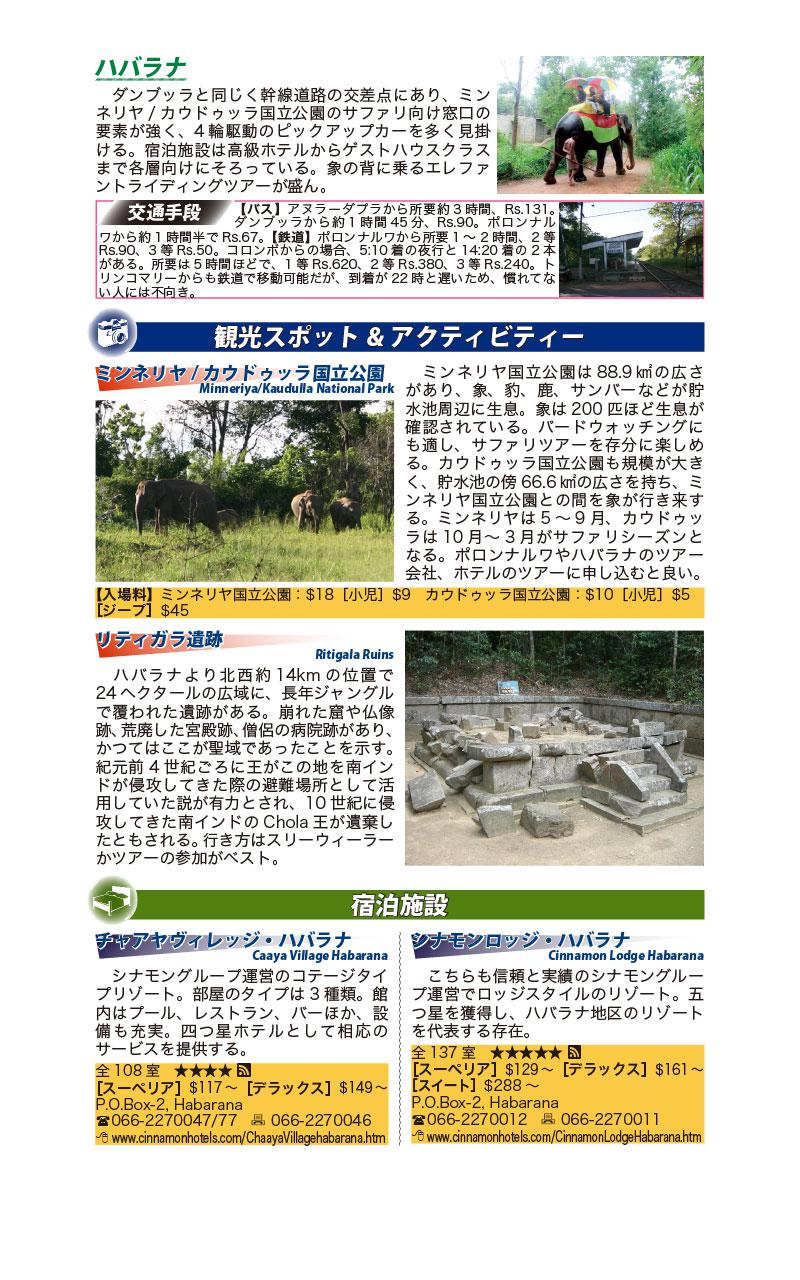 ハバラナ
　ダンブッラと同じく幹線道路の交差点にあり、ミン
ネリヤ / カウドゥッラ国立公園のサファリ向け窓口の
要素が強く、４輪駆動のピックアップカーを多く見掛
ける。宿泊施設は高級ホテルからゲストハウスクラス
まで各層向けにそろっている。象の背に乗るエレファ
ントライディングツアーが盛ん。
交通手段
【バス】アヌラーダプラから所要約３時間、Rs.131。
ダンブッラから約１時間 45 分、Rs.90。ポロンナル
ワから約１時間半で Rs.67。【鉄道】ポロンナルワから所要１～２時間、２等
Rs.90、３等 Rs.50。コロンボからの場合、5:10 着の夜行と 14:20 着の２本
がある。所要は５時間ほどで、１等 Rs.620、２等 Rs.380、３等 Rs.240。ト
リンコマリーからも鉄道で移動可能だが、到着が 22 時と遅いため、慣れてな
い人には不向き。
観光スポット & アクティビティー
ミンネリヤ / カウドゥッラ国立公園
Minneriya/Kaudulla National Park
　ミンネリヤ国立公園は 88.9 ㎢の広さ
があり、象、豹、鹿、サンバーなどが貯
水池周辺に生息。象は 200 匹ほど生息が
確認されている。バードウォッチングに
も適し、サファリツアーを存分に楽しめ
る。カウドゥッラ国立公園も規模が大き
く、貯水池の傍 66.6 ㎢の広さを持ち、ミ
ンネリヤ国立公園との間を象が行き来す
る。ミンネリヤは５～９月、カウドゥッ
ラは 10 月～３月がサファリシーズンと
なる。ポロンナルワやハバラナのツアー
会社、ホテルのツアーに申し込むと良い。
【入場料】ミンネリヤ国立公園：$18［小児］$9　カウドゥッラ国立公園：$10［小児］$5
［ジープ］$45
リティガラ遺跡
Ritigala Ruins
　ハバラナより北西約 14km の位置で
24 ヘクタールの広域に、長年ジャングル
で覆われた遺跡がある。崩れた窟や仏像
跡、荒廃した宮殿跡、僧侶の病院跡があり、
かつてはここが聖域であったことを示す。
紀元前４世紀ごろに王がこの地を南イン
ドが侵攻してきた際の避難場所として活
用していた説が有力とされ、10 世紀に侵
攻してきた南インドの Chola 王が遺棄し
たともされる。行き方はスリーウィーラー
かツアーの参加がベスト。
宿泊施設
チャアヤヴィレッジ・ハバラナ
Caaya Village Habarana
　シナモングループ運営のコテージタイ
プリゾート。部屋のタイプは３種類。館
内はプール、レストラン、バーほか、設
備も充実。四つ星ホテルとして相応の
サービスを提供する。
全 108 室　★★★★
［スーペリア］$117～［デラックス］$149～
P.O.Box-2, Habarana
☎066-2270047/77　066-2270046
www.cinnamonhotels.com/ChaayaVillagehabarana.htm
シナモンロッジ・ハバラナ
Cinnamon Lodge Habarana
　こちらも信頼と実績のシナモングルー
プ運営でロッジスタイルのリゾート。五
つ星を獲得し、ハバラナ地区のリゾート
を代表する存在。
全 137 室　★★★★★
［スーペリア］$129～［デラックス］$161～
［スイート］$288～
P.O.Box-2, Habarana
☎066-2270012　066-2270011
www.cinnamonhotels.com/CinnamonLodgeHabarana.htm